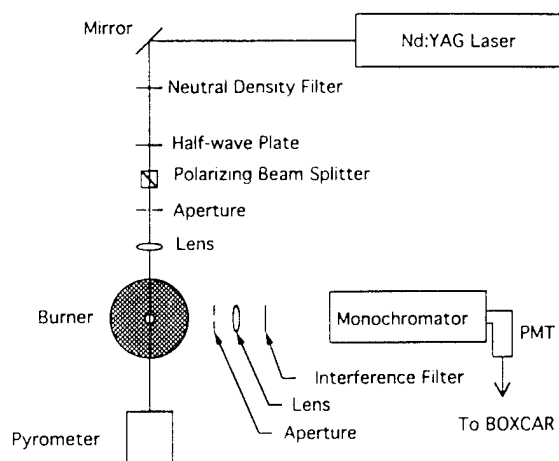 Mirror
Nd:YAG Laser
Neutral Density Filter
Half-wave Plate
Polarizing Beam Splitter
Aperture
Lens
Burner
Monochromator
PMT
Interference Filter
Lens
To BOXCAR
Aperture
Pyrometer